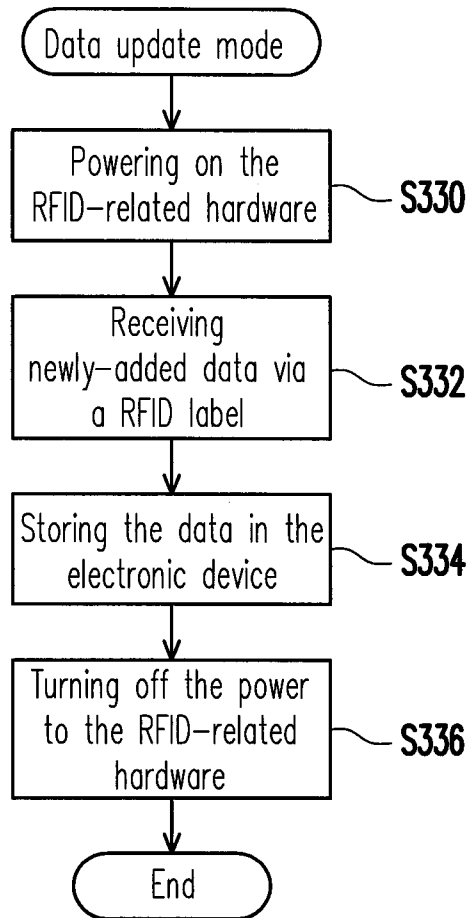 Data update mode
Powering on the
RFID-related hardware
S330
Receiving
newly-added data via
a RFID label
S332
Storing the data in the
electronic device
S334
Turning off the power
to the RFID-related
hardware
S336
End